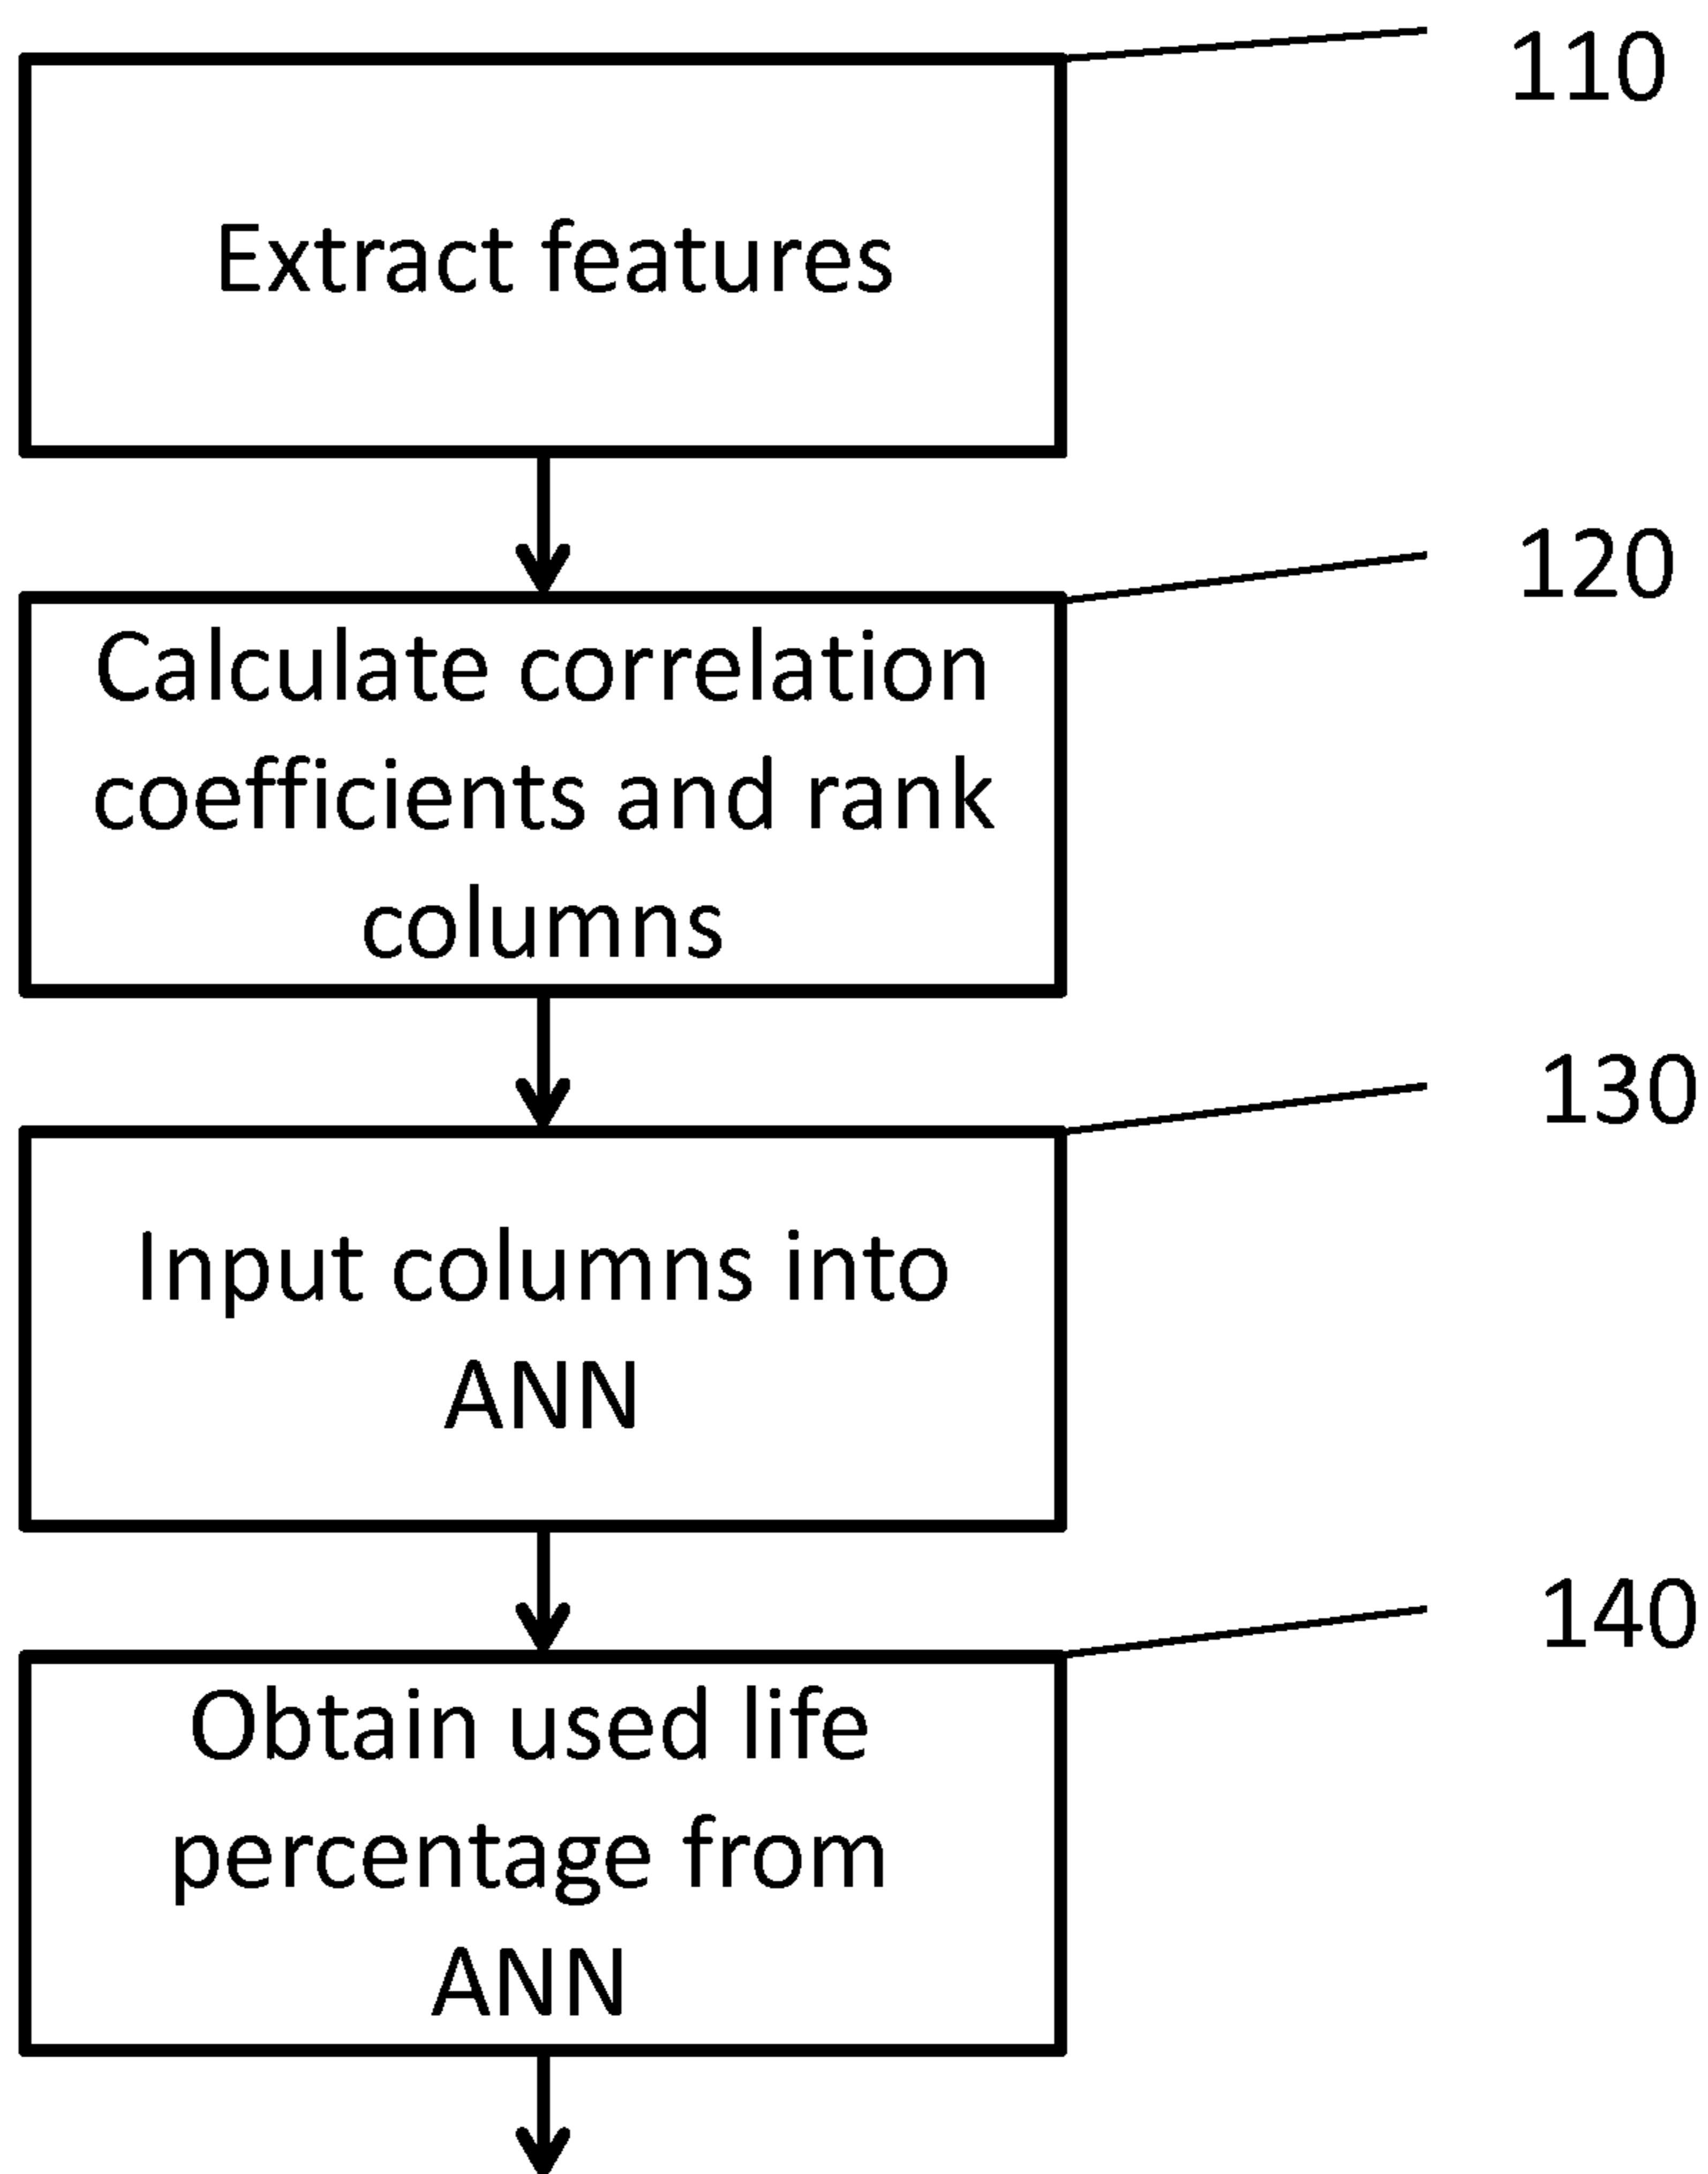 110
Extract features
120
Calculate correlation
coefficients and rank
columns
130
Input columns into
ANN
140
Obtain used life
percentage from
ANN